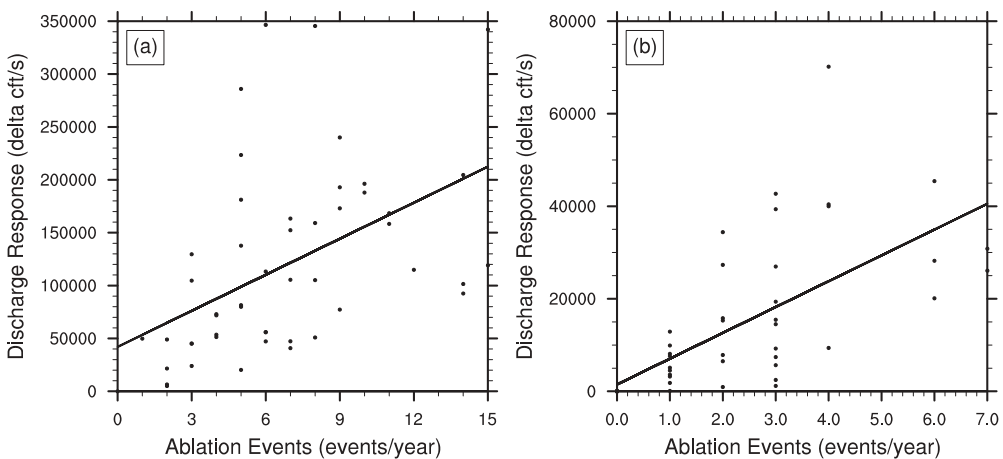 (a)
350000
300000
250000
200000
150000
100000
50000
0
Discharge Response (delta cft/s)
0 3 6 9 12 15
Ablation Events (events/year)
(b)
80000
60000
40000
20000
0
Discharge Response (delta cft/s)
0.0 1.0 2.0 3.0 4.0 5.0 6.0 7.0
Ablation Events (events/year)